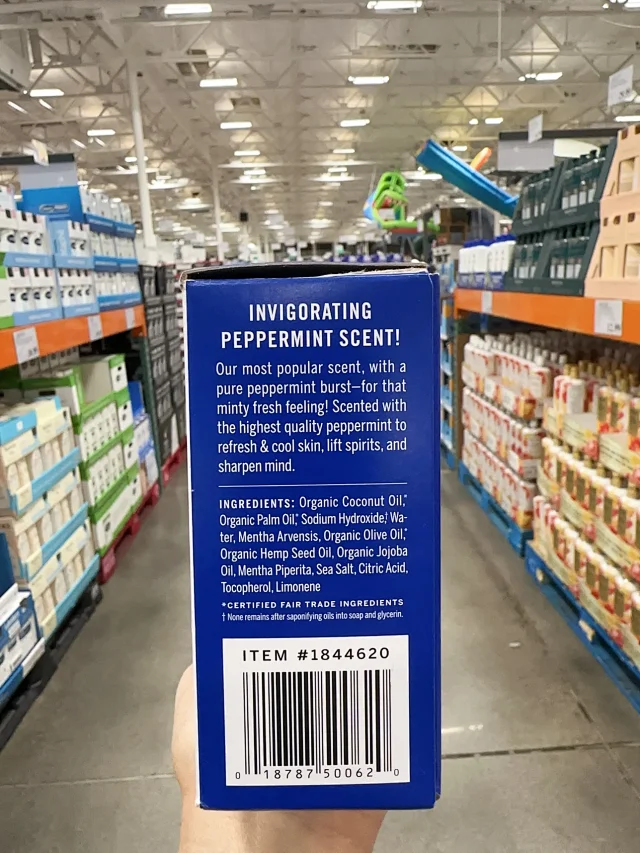 INVIGORATING
PEPPERMINT SCENT!
Our most popular scent, with a
pure peppermint burst—for that
minty fresh feeling! Scented with
the highest quality peppermint to
refresh & cool skin, lift spirits, and
sharpen mind.
INGREDIENTS: Organic Coconut Oil,*
Organic Palm Oil,* Sodium Hydroxide,† Wa-
ter, Mentha Arvensis, Organic Olive Oil,*
Organic Hemp Seed Oil, Organic Jojoba
Oil, Mentha Piperita, Sea Salt, Citric Acid,
Tocopherol, Limonene
*CERTIFIED FAIR TRADE INGREDIENTS
† None remains after saponifying oils into soap and glycerin.
ITEM #1844620
0 18787 50062 0